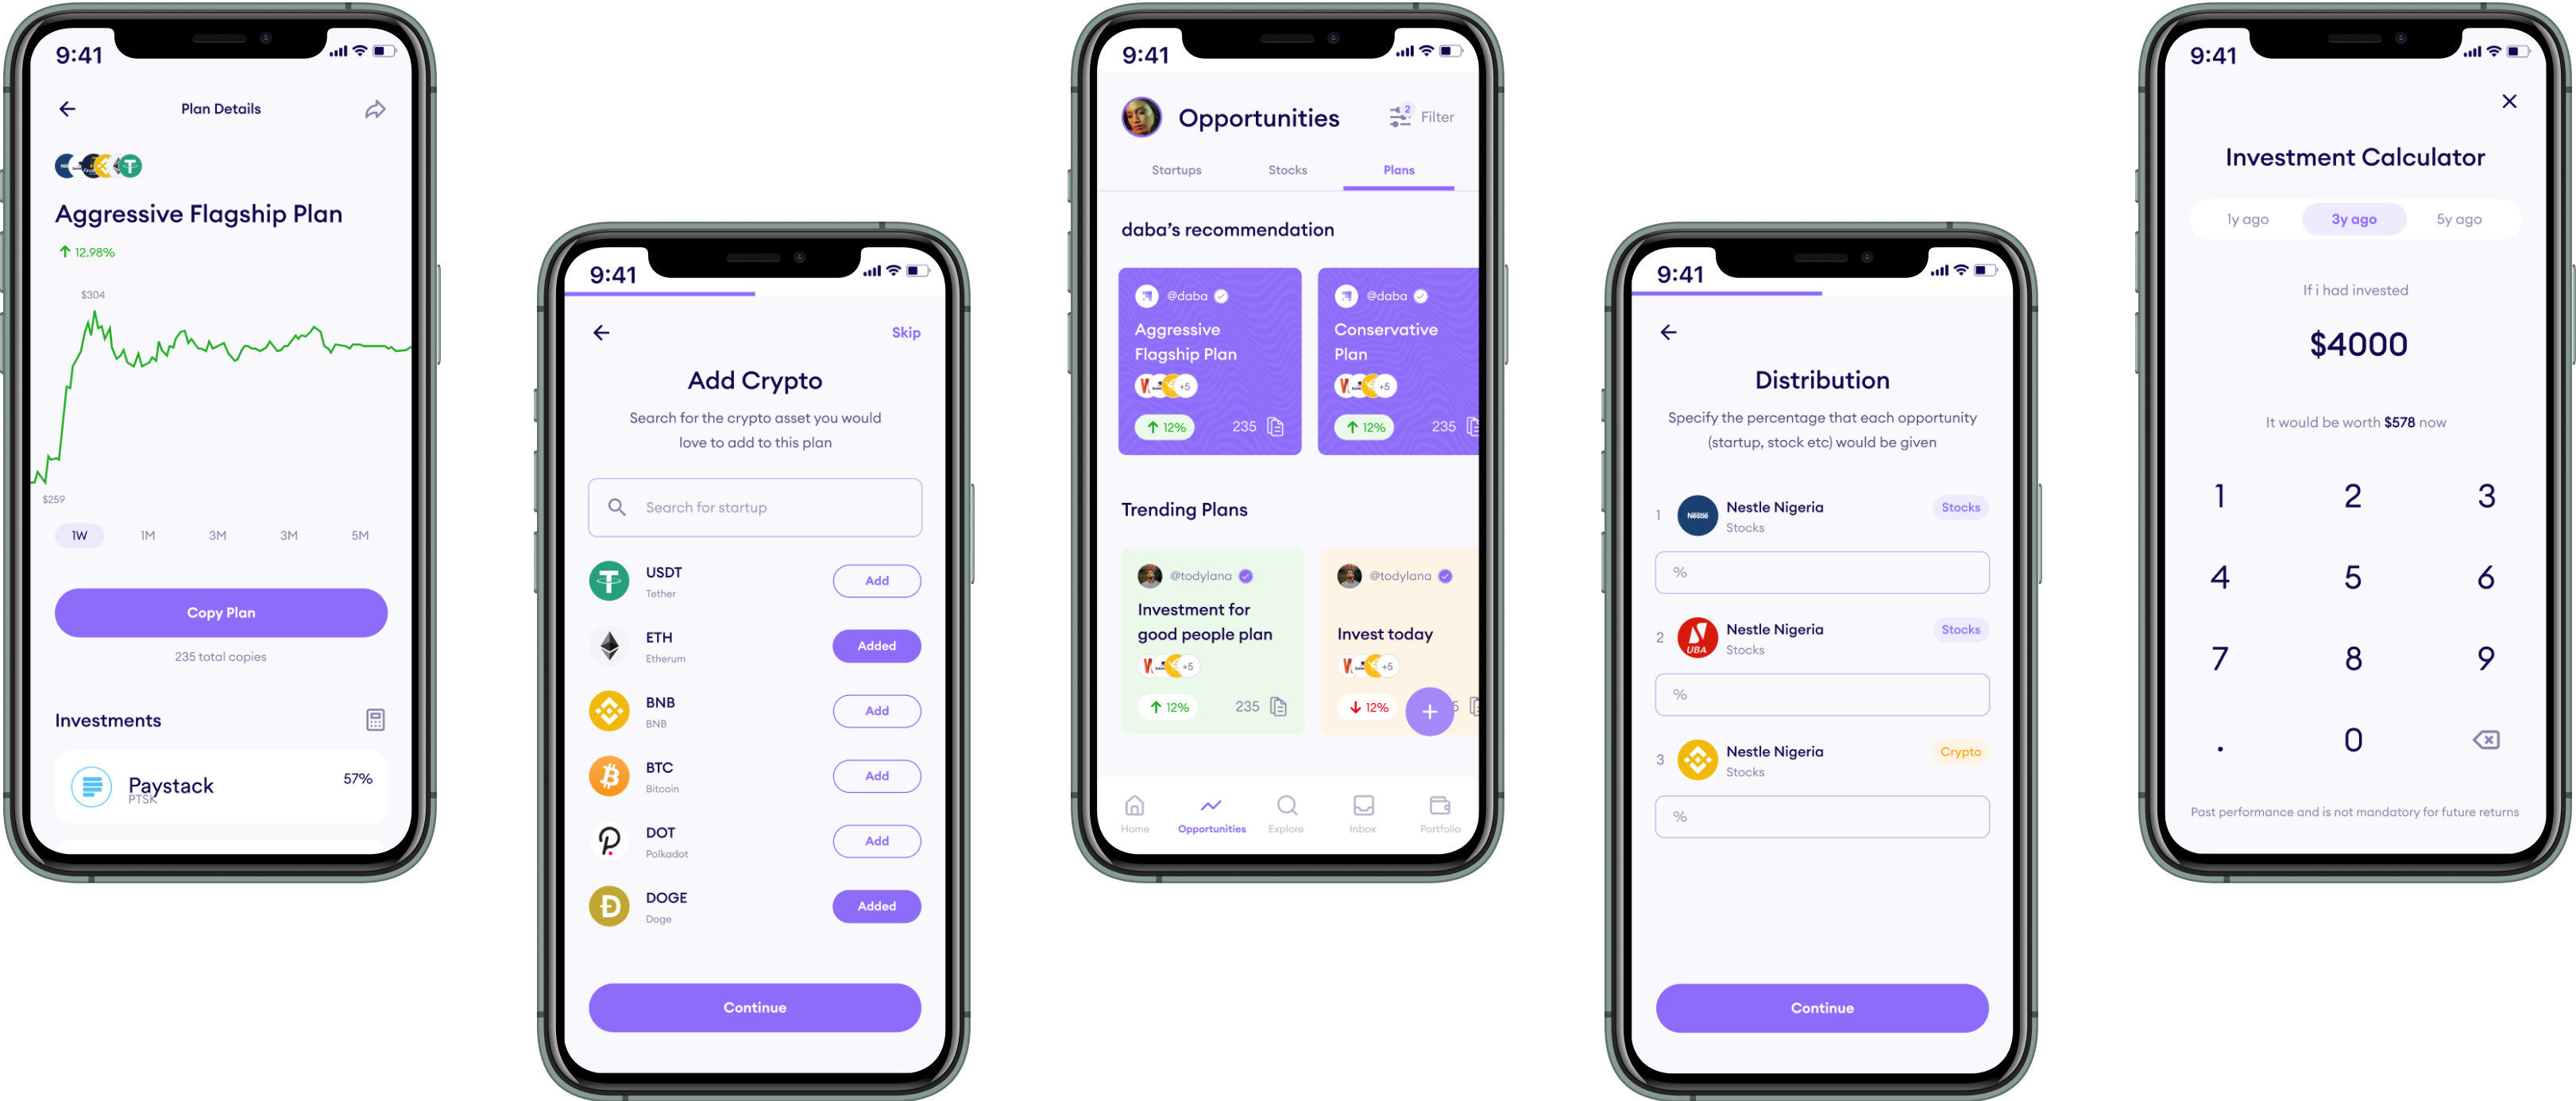 9:41
Plan Details
Aggressive Flagship Plan
12.98%
$304
$259
1W 1M 3M 3M 5M
Copy Plan
235 total copies
Investments
Paystack
57%
PTSK
9:41
Skip
Add Crypto
Search for the crypto asset you would
love to add to this plan
Search for startup
USDT
Tether
Add
ETH
Etherum
Added
BNB
BNB
Add
BTC
Bitcoin
Add
DOT
Polkadot
Add
DOGE
Doge
Added
Continue
9:41
Opportunities
2
Filter
Startups Stocks Plans
daba's recommendation
@daba
Aggressive
Flagship Plan
+5
12%
235
@daba
Conservative
Plan
+5
12%
235
Trending Plans
@todylana
Investment for
good people plan
+5
12%
235
@todylana
Invest today
+5
12%
5
Home Opportunities Explore Inbox Portfolio
9:41
Distribution
Specify the percentage that each opportunity
(startup, stock etc) would be given
1
Nestle
Nestle Nigeria
Stocks
Stocks
%
2
UBA
Nestle Nigeria
Stocks
Stocks
%
3
Nestle Nigeria
Stocks
Crypto
%
Continue
9:41
Investment Calculator
1y ago 3y ago 5y ago
If i had invested
$4000
It would be worth $578 now
1 2 3
4 5 6
7 8 9
. 0
Past performance and is not mandatory for future returns